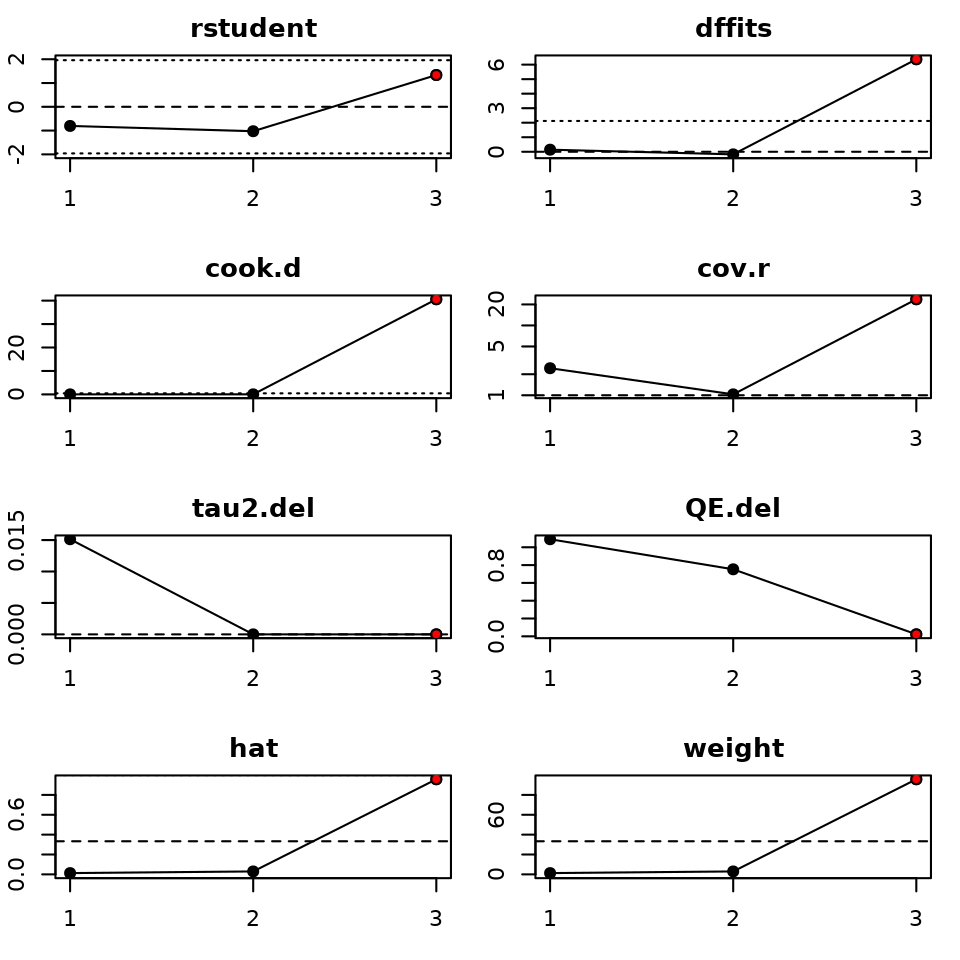 rstudent
-2 0 2
1 2 3
dffits
0 3 6
1 2 3
cook.d
0 20
1 2 3
cov.r
1 5 20
1 2 3
tau2.del
0.000 0.015
1 2 3
QE.del
0.0 0.8
1 2 3
hat
0.0 0.6
1 2 3
weight
0 60
1 2 3